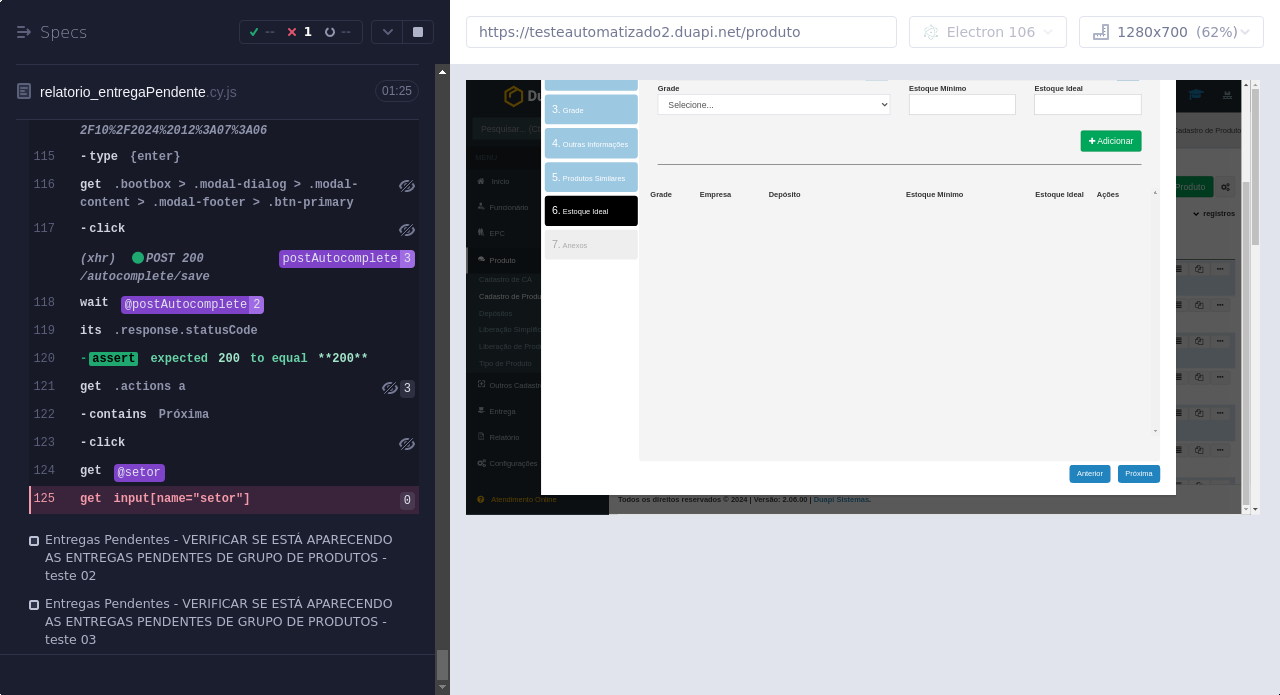 Specs
-- 1 --
https://testeautomatizado2.duapi.net/produto
Electron 106
1280x700 (62%)
relatorio_entregaPendente.cy.js
01:25
2F10%2F2024%2012%3A07%3A06
115 -type {enter}
116 get .bootbox > .modal-dialog > .modal-
content > .modal-footer > .btn-primary
117 -click
(xhr) POST 200
/autocomplete/save
postAutocomplete 3
118 wait @postAutocomplete 2
119 its .response.statusCode
120 -assert expected 200 to equal **200**
121 get .actions a 3
122 -contains Próxima
123 -click
124 get @setor
125 get input[name="setor"] 0
Entregas Pendentes - VERIFICAR SE ESTÁ APARECENDO
AS ENTREGAS PENDENTES DE GRUPO DE PRODUTOS -
teste 02
Entregas Pendentes - VERIFICAR SE ESTÁ APARECENDO
AS ENTREGAS PENDENTES DE GRUPO DE PRODUTOS -
teste 03
Du
Pesquisar... (C
MENU
Início
Funcionário
EPC
Produto
Cadastro de CA
Cadastro de Produ
Depósitos
Liberação Simplific
Liberação de Prod
Tipo de Produto
Outros Cadastr
Entrega
Relatório
Configurações
Atendimento Online
3. Grade
4. Outras Informações
5. Produtos Similares
6. Estoque Ideal
7. Anexos
Grade
Estoque Mínimo
Estoque Ideal
Selecione...
Adicionar
Grade Empresa Depósito Estoque Mínimo Estoque Ideal Ações
Anterior
Próxima
Cadastro de Produto
Produto
registros
Todos os direitos reservados © 2024 | Versão: 2.06.00 | Duapi Sistemas.